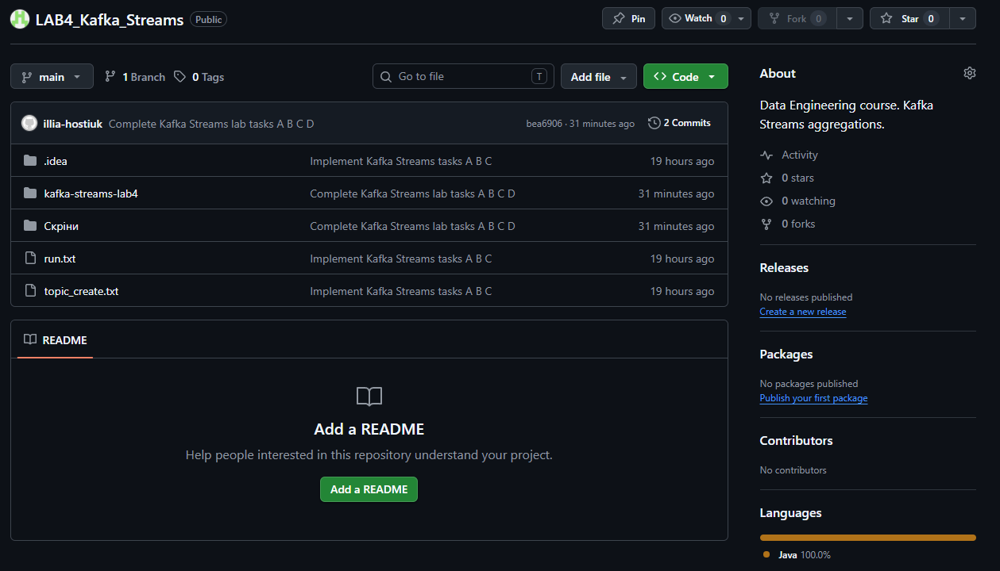 LAB4_Kafka_Streams Public Pin Watch 0 Fork 0 Star 0
main 1 Branch 0 Tags Go to file T Add file Code
illia-hostiuk Complete Kafka Streams lab tasks A B C D bea6906 · 31 minutes ago 2 Commits
.idea Implement Kafka Streams tasks A B C 19 hours ago
kafka-streams-lab4 Complete Kafka Streams lab tasks A B C D 31 minutes ago
Скріни Complete Kafka Streams lab tasks A B C D 31 minutes ago
run.txt Implement Kafka Streams tasks A B C 19 hours ago
topic_create.txt Implement Kafka Streams tasks A B C 19 hours ago
README
Add a README
Help people interested in this repository understand your project.
Add a README
About
Data Engineering course. Kafka
Streams aggregations.
Activity
0 stars
0 watching
0 forks
Releases
No releases published
Create a new release
Packages
No packages published
Publish your first package
Contributors
No contributors
Languages
Java 100.0%